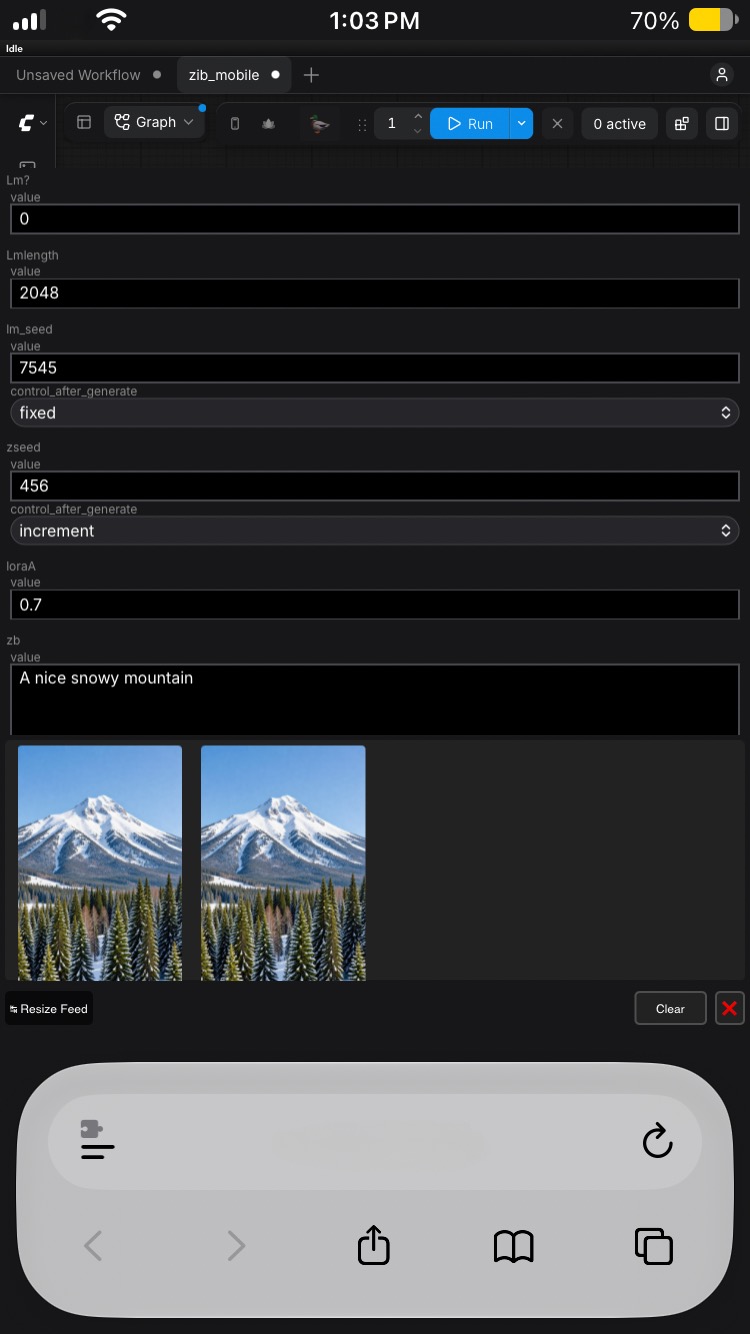 1:03 PM
70%
Idle
Unsaved Workflow
zib_mobile
Graph
1
Run
0 active
Lm?
value
0
Lmlength
value
2048
lm_seed
value
7545
control_after_generate
fixed
zseed
value
456
control_after_generate
increment
loraA
value
0.7
zb
value
A nice snowy mountain
Resize Feed
Clear